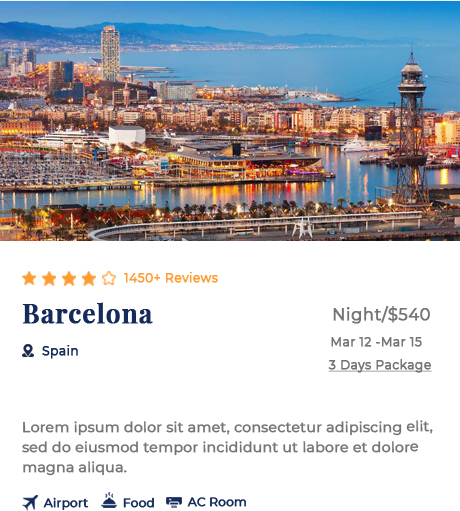 1450+ Reviews
Barcelona
Night/$540
Spain
Mar 12 -Mar 15
3 Days Package
Lorem ipsum dolor sit amet, consectetur adipiscing elit,
sed do eiusmod tempor incididunt ut labore et dolore
magna aliqua.
Airport Food AC Room